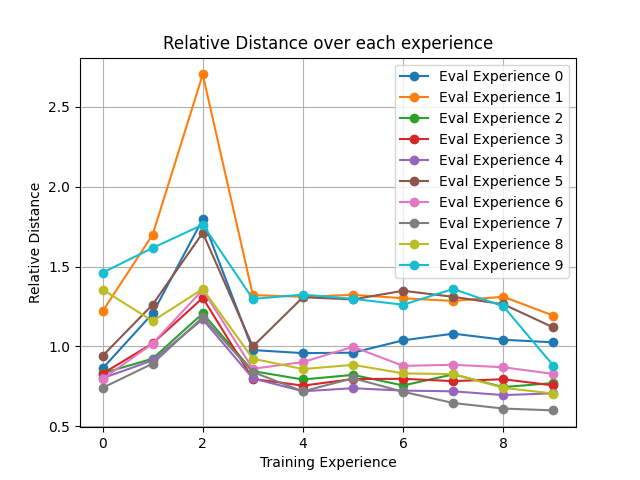 Relative Distance over each experience
Relative Distance
2.5
2.0
1.5
1.0
0.5
Eval Experience 0
Eval Experience 1
Eval Experience 2
Eval Experience 3
Eval Experience 4
Eval Experience 5
Eval Experience 6
Eval Experience 7
Eval Experience 8
Eval Experience 9
0 2 4 6 8
Training Experience